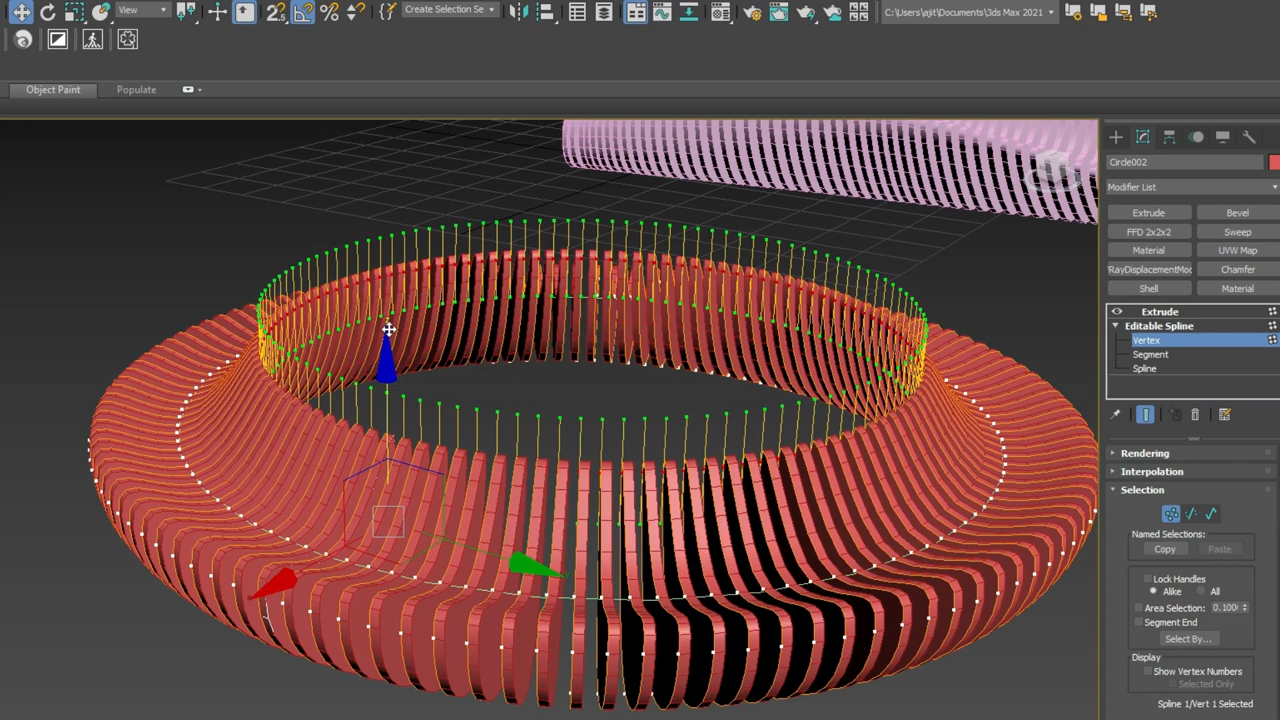 View
Create Selection Se
C:\Users\ajit\Documents\3ds Max 2021
Object Paint
Populate
Circle002
Modifier List
Extrude
Bevel
FFD 2x2x2
Sweep
Material
UVW Map
RayDisplacementMod
Chamfer
Shell
Material
Extrude
Editable Spline
Vertex
Segment
Spline
Rendering
Interpolation
Selection
Named Selections:
Copy
Paste
Lock Handles
Alike
All
Area Selection:
Segment End
Select By...
Display
Show Vertex Numbers
Selected Only
Spline 1/Vert 1 Selected